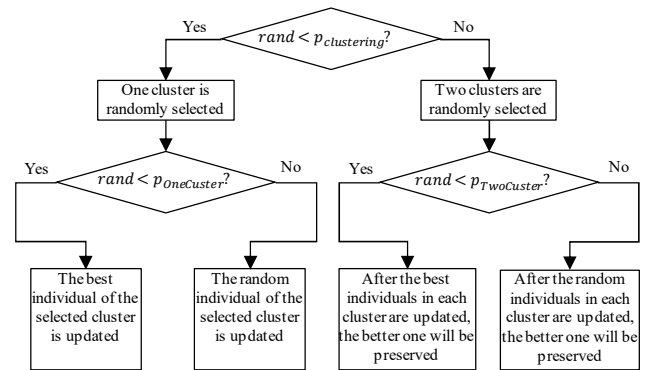 Yes
rand < p_clustering?
No
One cluster is
randomly selected
Two clusters are
randomly selected
Yes
rand < p_OneCuster?
No
Yes
rand < p_TwoCuster?
No
The best
individual of the
selected cluster
is updated
The random
individual of the
selected cluster
is updated
After the best
individuals in each
cluster are updated,
the better one will be
preserved
After the random
individuals in each
cluster are updated,
the better one will be
preserved